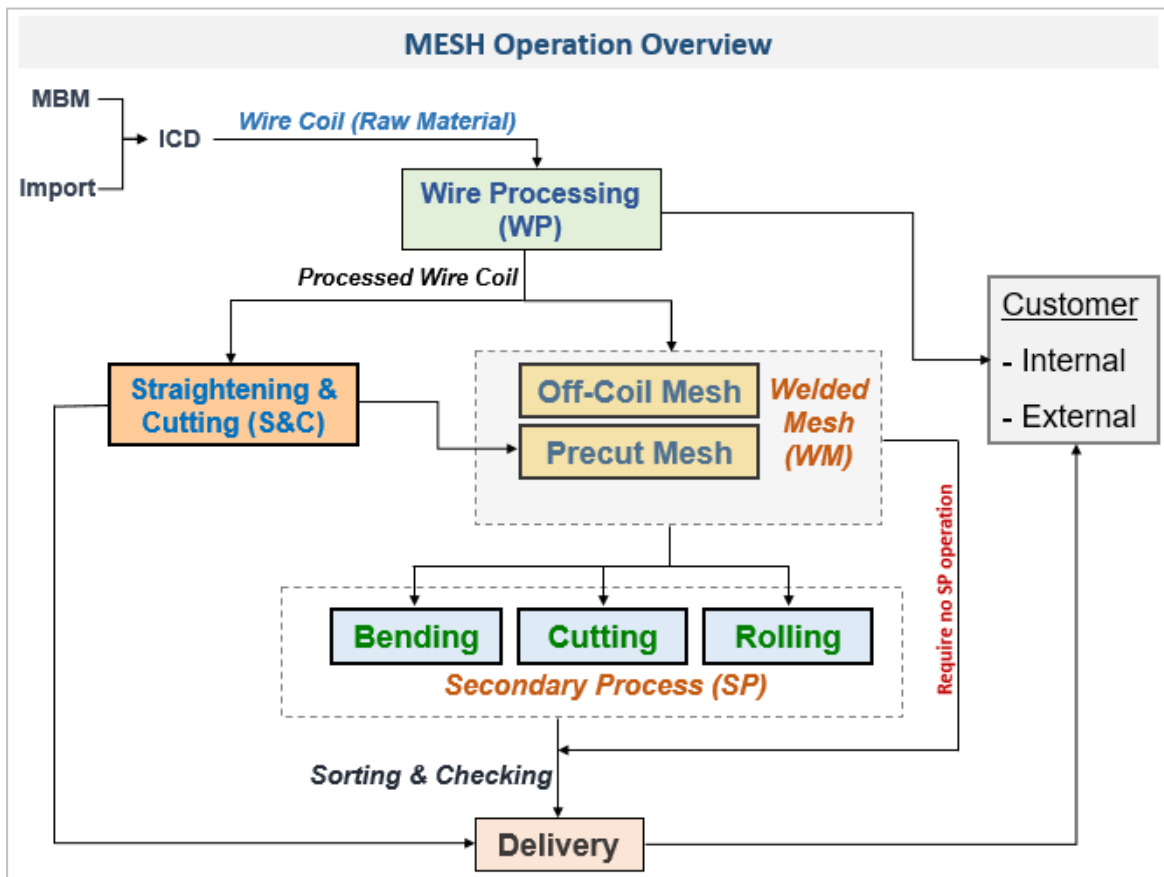 MESH Operation Overview
MBM
ICD
Import
Wire Coil (Raw Material)
Wire Processing
(WP)
Processed Wire Coil
Customer
- Internal
- External
Straightening &
Cutting (S&C)
Off-Coil Mesh
Precut Mesh
Welded
Mesh
(WM)
Require no SP operation
Bending
Cutting
Rolling
Secondary Process (SP)
Sorting & Checking
Delivery